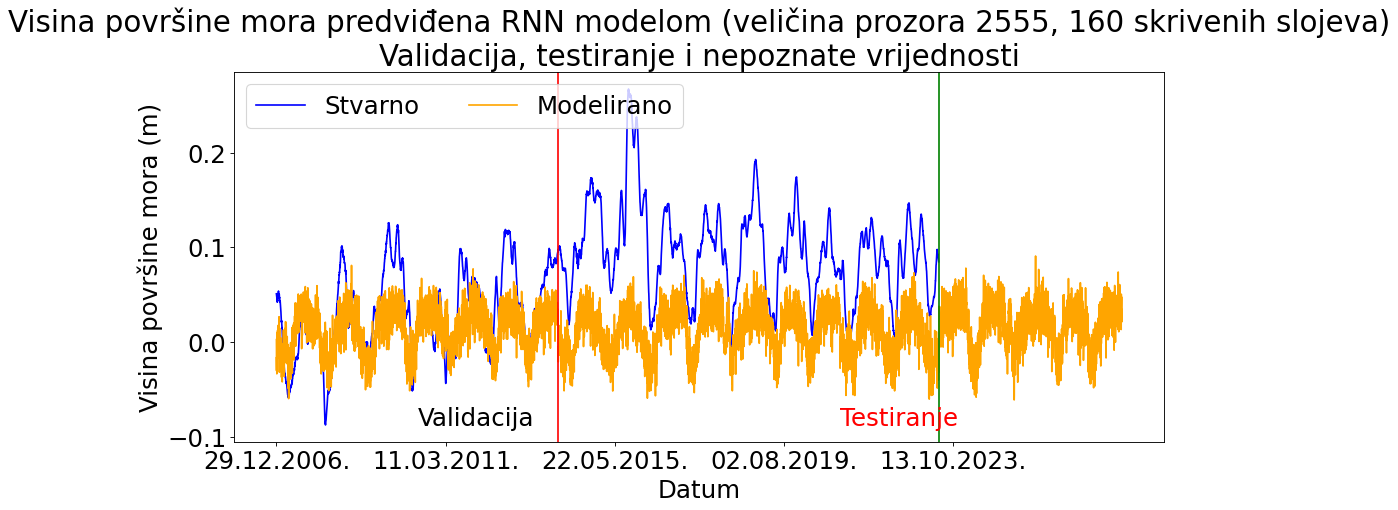 Visina površine mora predviđena RNN modelom (veličina prozora 2555, 160 skrivenih slojeva)
Validacija, testiranje i nepoznate vrijednosti
Stvarno Modelirano
Visina površine mora (m)
0.2
0.1
0.0
−0.1
Validacija Testiranje
29.12.2006. 11.03.2011. 22.05.2015. 02.08.2019. 13.10.2023.
Datum